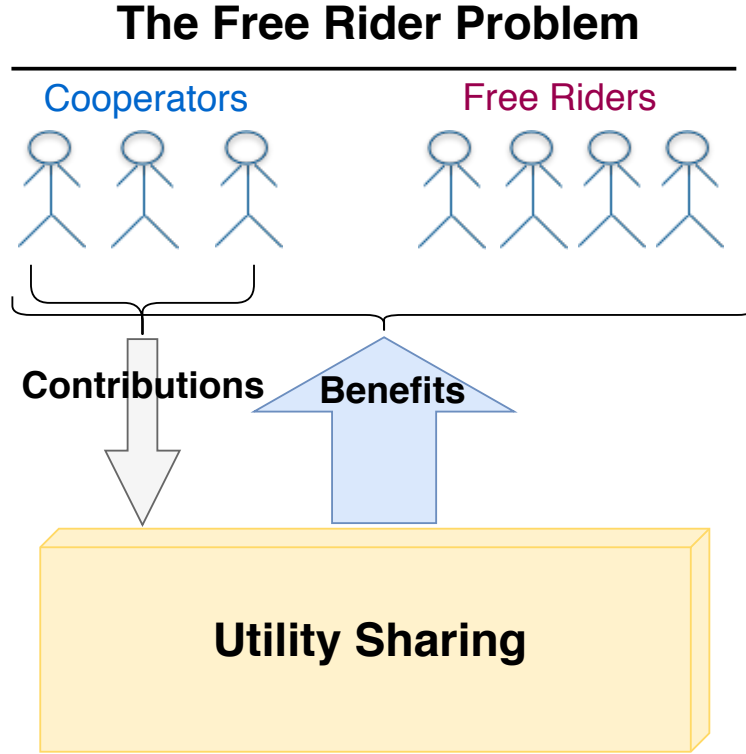 The Free Rider Problem
Cooperators
Free Riders
Contributions
Benefits
Utility Sharing